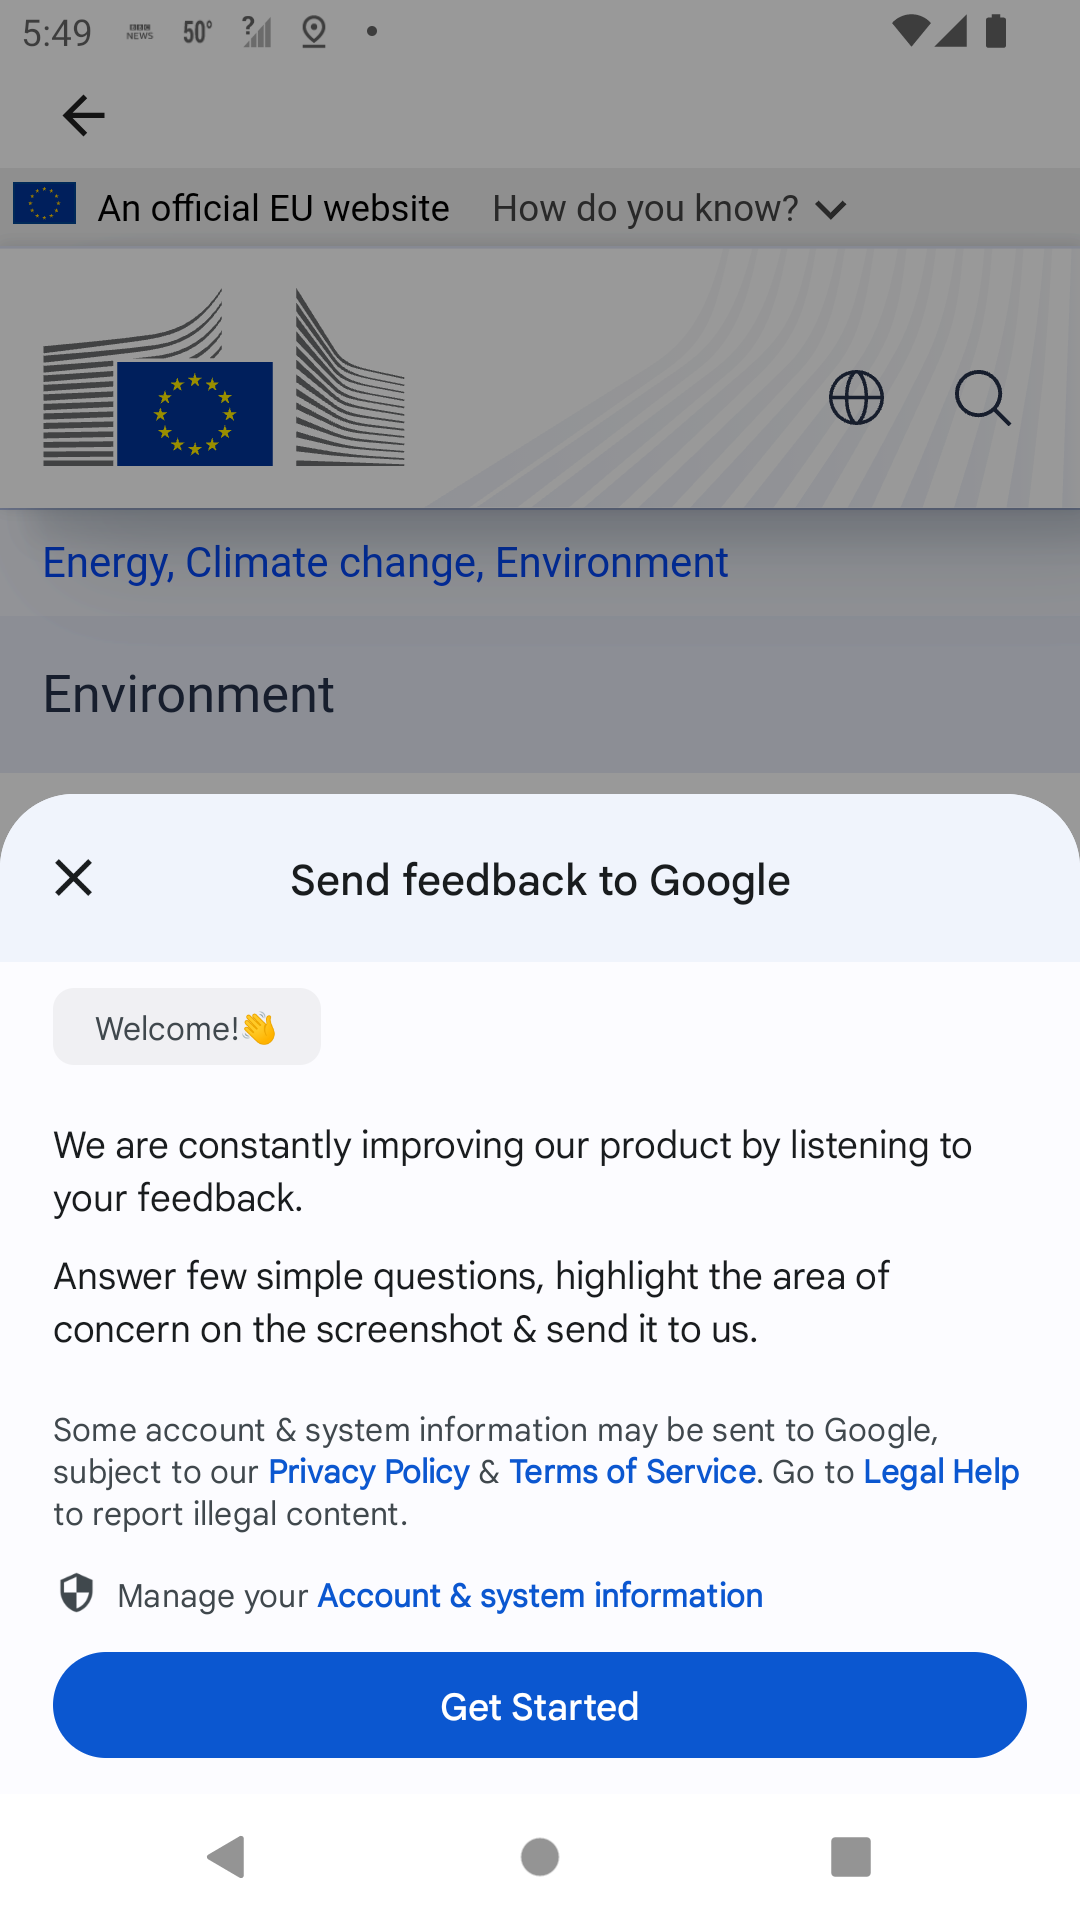 5:49 BBC NEWS 50° ?
An official EU website How do you know?
Energy, Climate change, Environment
Environment
Send feedback to Google
Welcome!👋
We are constantly improving our product by listening to
your feedback.
Answer few simple questions, highlight the area of
concern on the screenshot & send it to us.
Some account & system information may be sent to Google,
subject to our Privacy Policy & Terms of Service. Go to Legal Help
to report illegal content.
Manage your Account & system information
Get Started